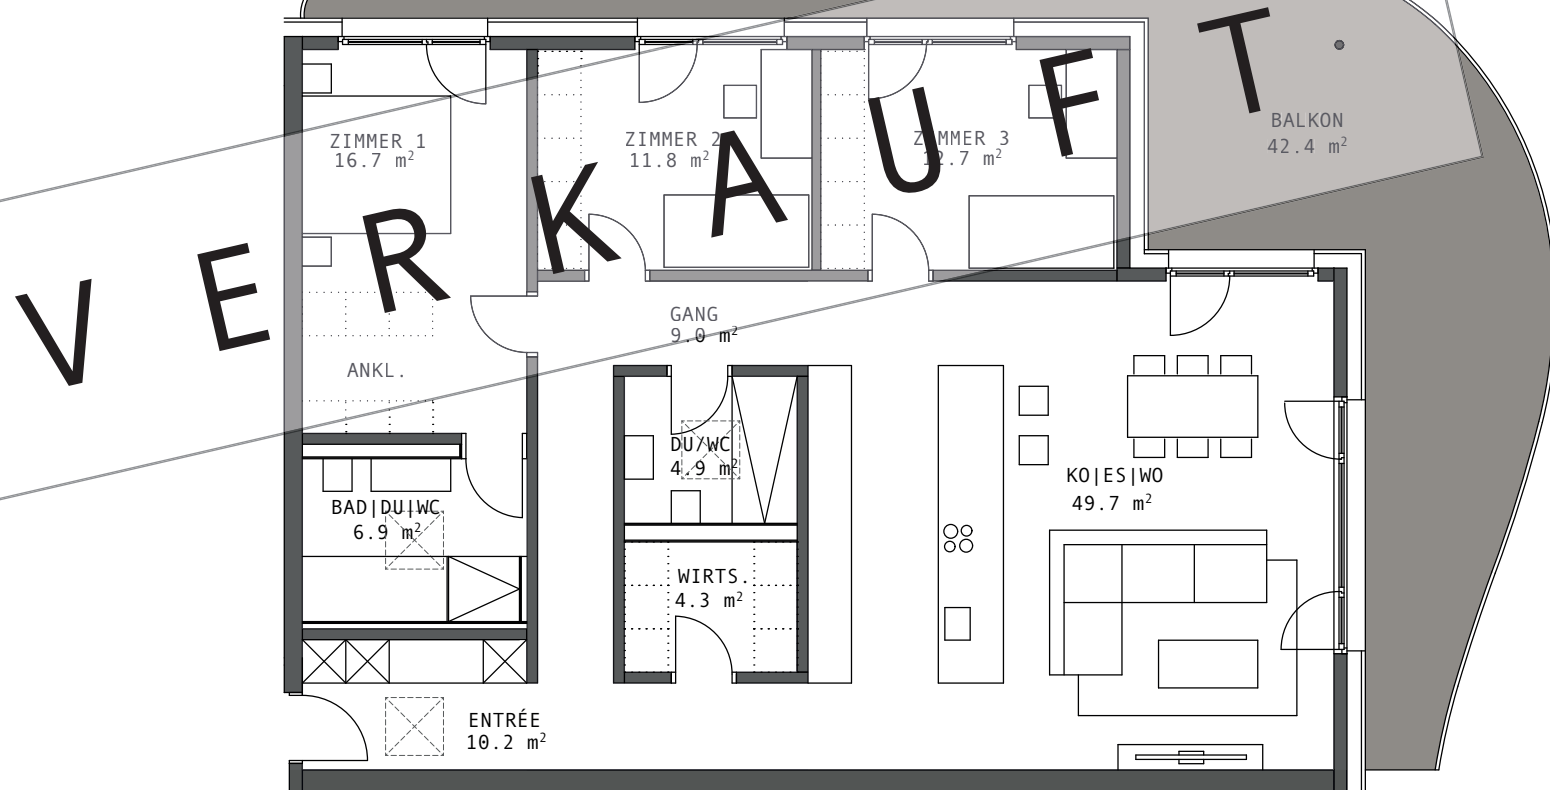 VERKAUFT
ZIMMER 1
16.7 m²
ZIMMER 2
11.8 m²
ZIMMER 3
12.7 m²
BALKON
42.4 m²
GANG
9.0 m²
ANKL.
DU/WC
4.9 m²
KO|ES|WO
49.7 m²
BAD|DU|WC
6.9 m²
WIRTS.
4.3 m²
ENTRÉE
10.2 m²